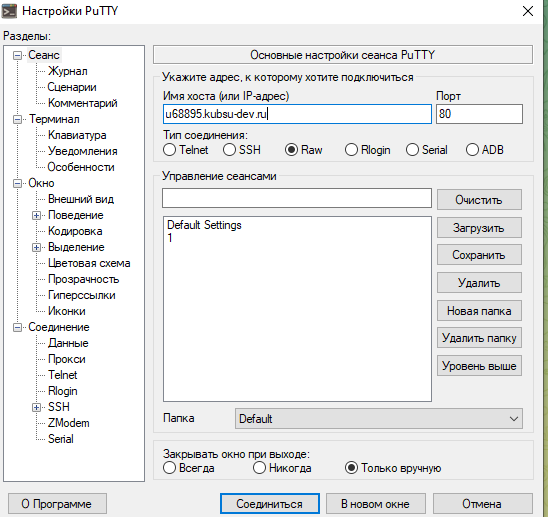 Настройки PuTTY
Разделы:
Сеанс
Журнал
Сценарии
Комментарий
Терминал
Клавиатура
Уведомления
Особенности
Окно
Внешний вид
Поведение
Кодировка
Выделение
Цветовая схема
Прозрачность
Гиперссылки
Иконки
Соединение
Данные
Прокси
Telnet
Rlogin
SSH
ZModem
Serial
Основные настройки сеанса PuTTY
Укажите адрес, к которому хотите подключиться
Имя хоста (или IP-адрес) Порт
u68895.kubsu-dev.ru 80
Тип соединения:
Telnet SSH Raw Rlogin Serial ADB
Управление сеансами
Default Settings
1
Очистить
Загрузить
Сохранить
Удалить
Новая папка
Удалить папку
Уровень выше
Папка Default
Закрывать окно при выходе:
Всегда Никогда Только вручную
О Программе Соединиться В новом окне Отмена